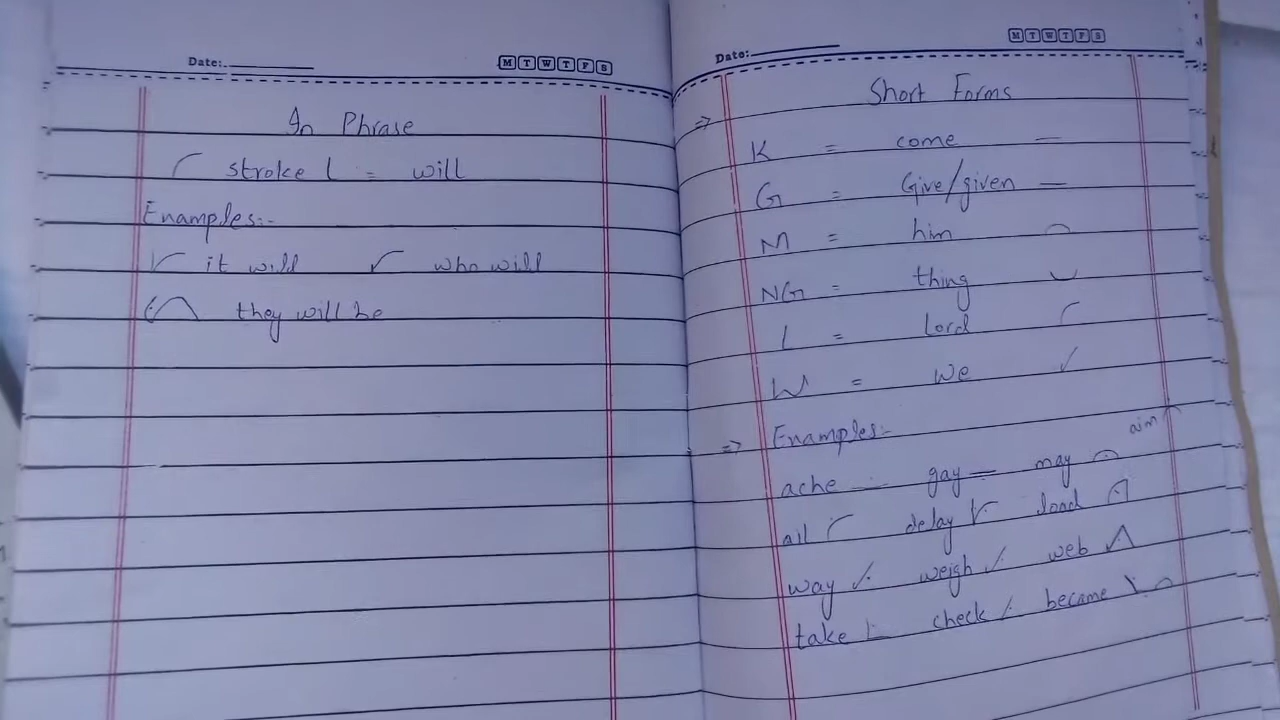 Date:
M T W T F S
In Phrase
stroke L = will
Examples:-
it will who will
they will be
Date:
M T W T F S
⇒ Short Forms
K = come
G = Give/given
M = him
NG = thing
L = Lord
W = we
⇒ Examples:-
aim
ache gay may
ail delay load
way weigh web
take check became